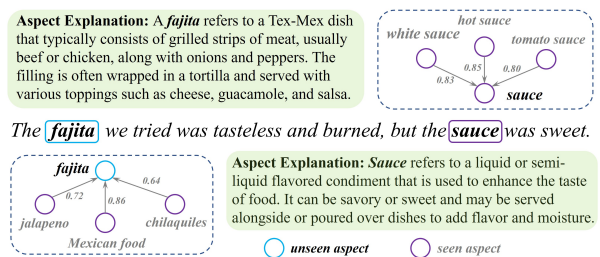 Aspect Explanation: A fajita refers to a Tex-Mex dish
that typically consists of grilled strips of meat, usually
beef or chicken, along with onions and peppers. The
filling is often wrapped in a tortilla and served with
various toppings such as cheese, guacamole, and salsa.
hot sauce
white sauce
tomato sauce
0.85
0.83
0.80
sauce
The fajita we tried was tasteless and burned, but the sauce was sweet.
fajita
0.72
0.86
0.64
jalapeno
chilaquiles
Mexican food
Aspect Explanation: Sauce refers to a liquid or semi-
liquid flavored condiment that is used to enhance the taste
of food. It can be savory or sweet and may be served
alongside or poured over dishes to add flavor and moisture.
unseen aspect
seen aspect